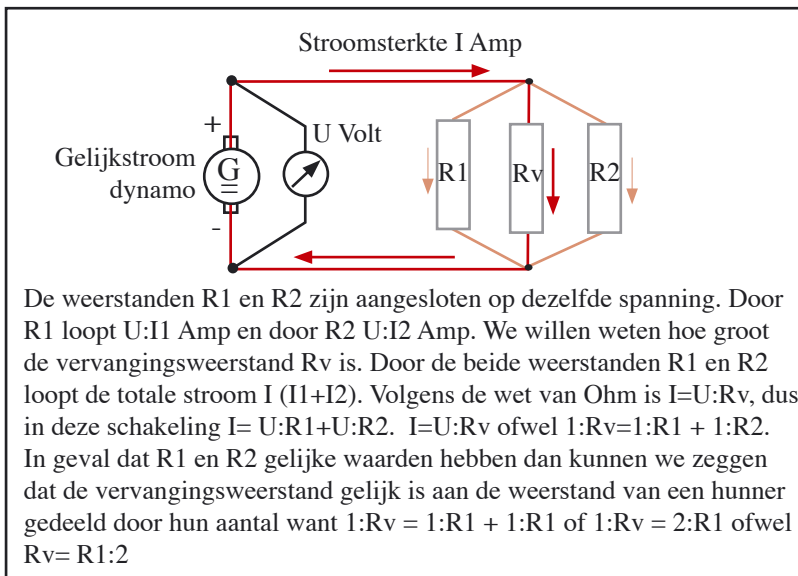 Stroomsterkte I Amp
+
U Volt
Gelijkstroom
dynamo
G
-
R1
Rv
R2
De weerstanden R1 en R2 zijn aangesloten op dezelfde spanning. Door
R1 loopt U:I1 Amp en door R2 U:I2 Amp. We willen weten hoe groot
de vervangingsweerstand Rv is. Door de beide weerstanden R1 en R2
loopt de totale stroom I (I1+I2). Volgens de wet van Ohm is I=U:Rv, dus
in deze schakeling I= U:R1+U:R2.  I=U:Rv ofwel 1:Rv=1:R1 + 1:R2.
In geval dat R1 en R2 gelijke waarden hebben dan kunnen we zeggen
dat de vervangingsweerstand gelijk is aan de weerstand van een hunner
gedeeld door hun aantal want 1:Rv = 1:R1 + 1:R1 of 1:Rv = 2:R1 ofwel
Rv= R1:2